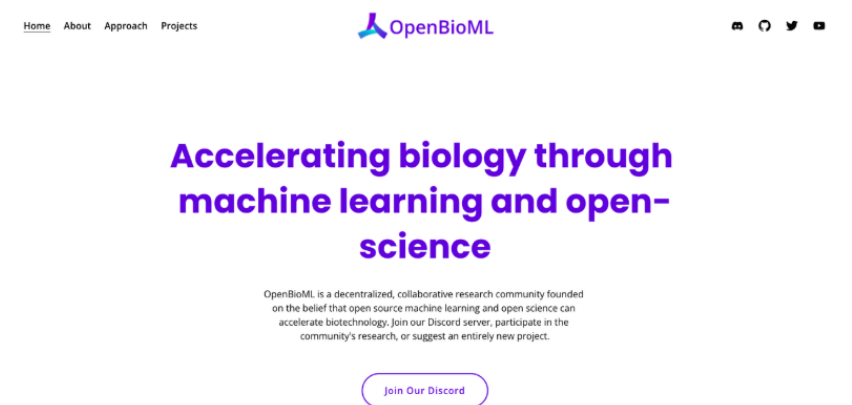 Home About Approach Projects
OpenBioML
Accelerating biology through
machine learning and open-
science
OpenBioML is a decentralized, collaborative research community founded
on the belief that open source machine learning and open science can
accelerate biotechnology. Join our Discord server, participate in the
community's research, or suggest an entirely new project.
Join Our Discord